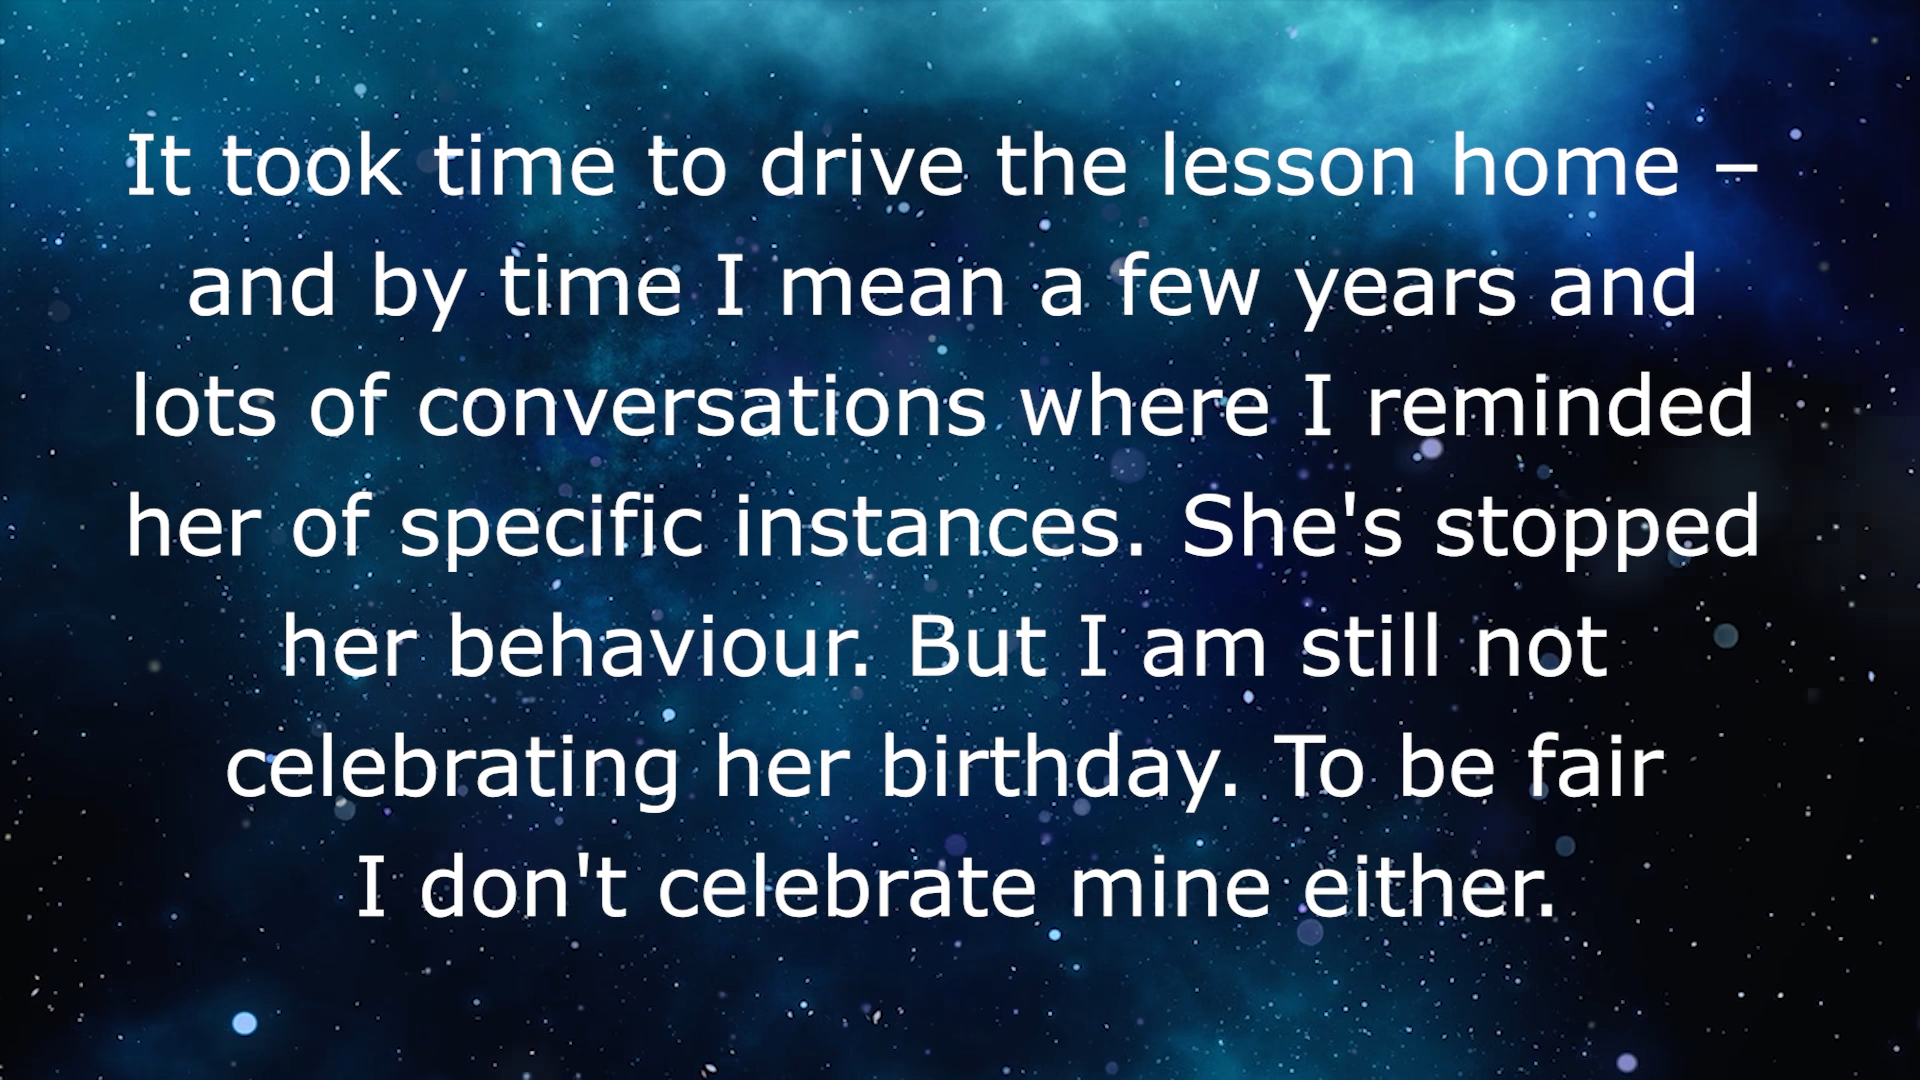 It took time to drive the lesson home –
and by time I mean a few years and
lots of conversations where I reminded
her of specific instances. She's stopped
her behaviour. But I am still not
celebrating her birthday. To be fair
I don't celebrate mine either.